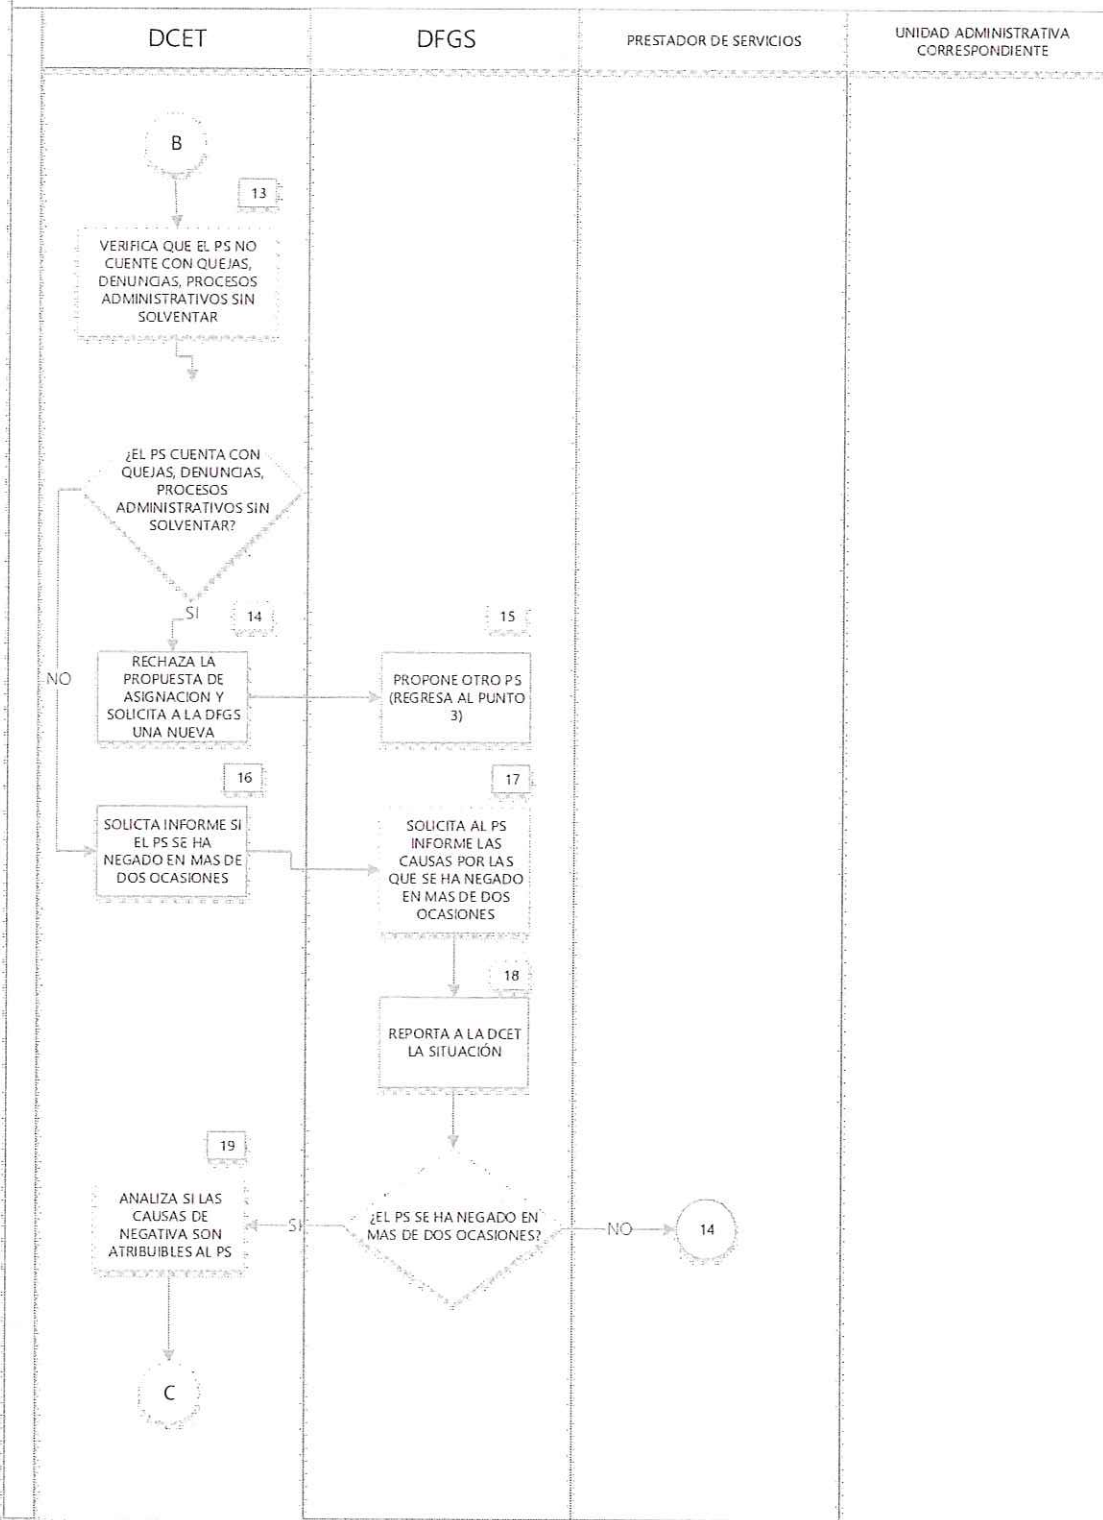 DCET
DFGS
PRESTADOR DE SERVICIOS
UNIDAD ADMINISTRATIVA
CORRESPONDIENTE
B
13
VERIFICA QUE EL PS NO
CUENTE CON QUEJAS,
DENUNCIAS, PROCESOS
ADMINISTRATIVOS SIN
SOLVENTAR
¿EL PS CUENTA CON
QUEJAS, DENUNCIAS,
PROCESOS
ADMINISTRATIVOS SIN
SOLVENTAR?
SI
14
15
NO
RECHAZA LA
PROPUESTA DE
ASIGNACION Y
SOLICITA A LA DFGS
UNA NUEVA
PROPONE OTRO PS
(REGRESA AL PUNTO
3)
16
17
SOLICTA INFORME SI
EL PS SE HA
NEGADO EN MAS DE
DOS OCASIONES
SOLICITA AL PS
INFORME LAS
CAUSAS POR LAS
QUE SE HA NEGADO
EN MAS DE DOS
OCASIONES
18
REPORTA A LA DCET
LA SITUACIÓN
19
ANALIZA SI LAS
CAUSAS DE
NEGATIVA SON
ATRIBUIBLES AL PS
SI
¿EL PS SE HA NEGADO EN
MAS DE DOS OCASIONES?
NO
14
C